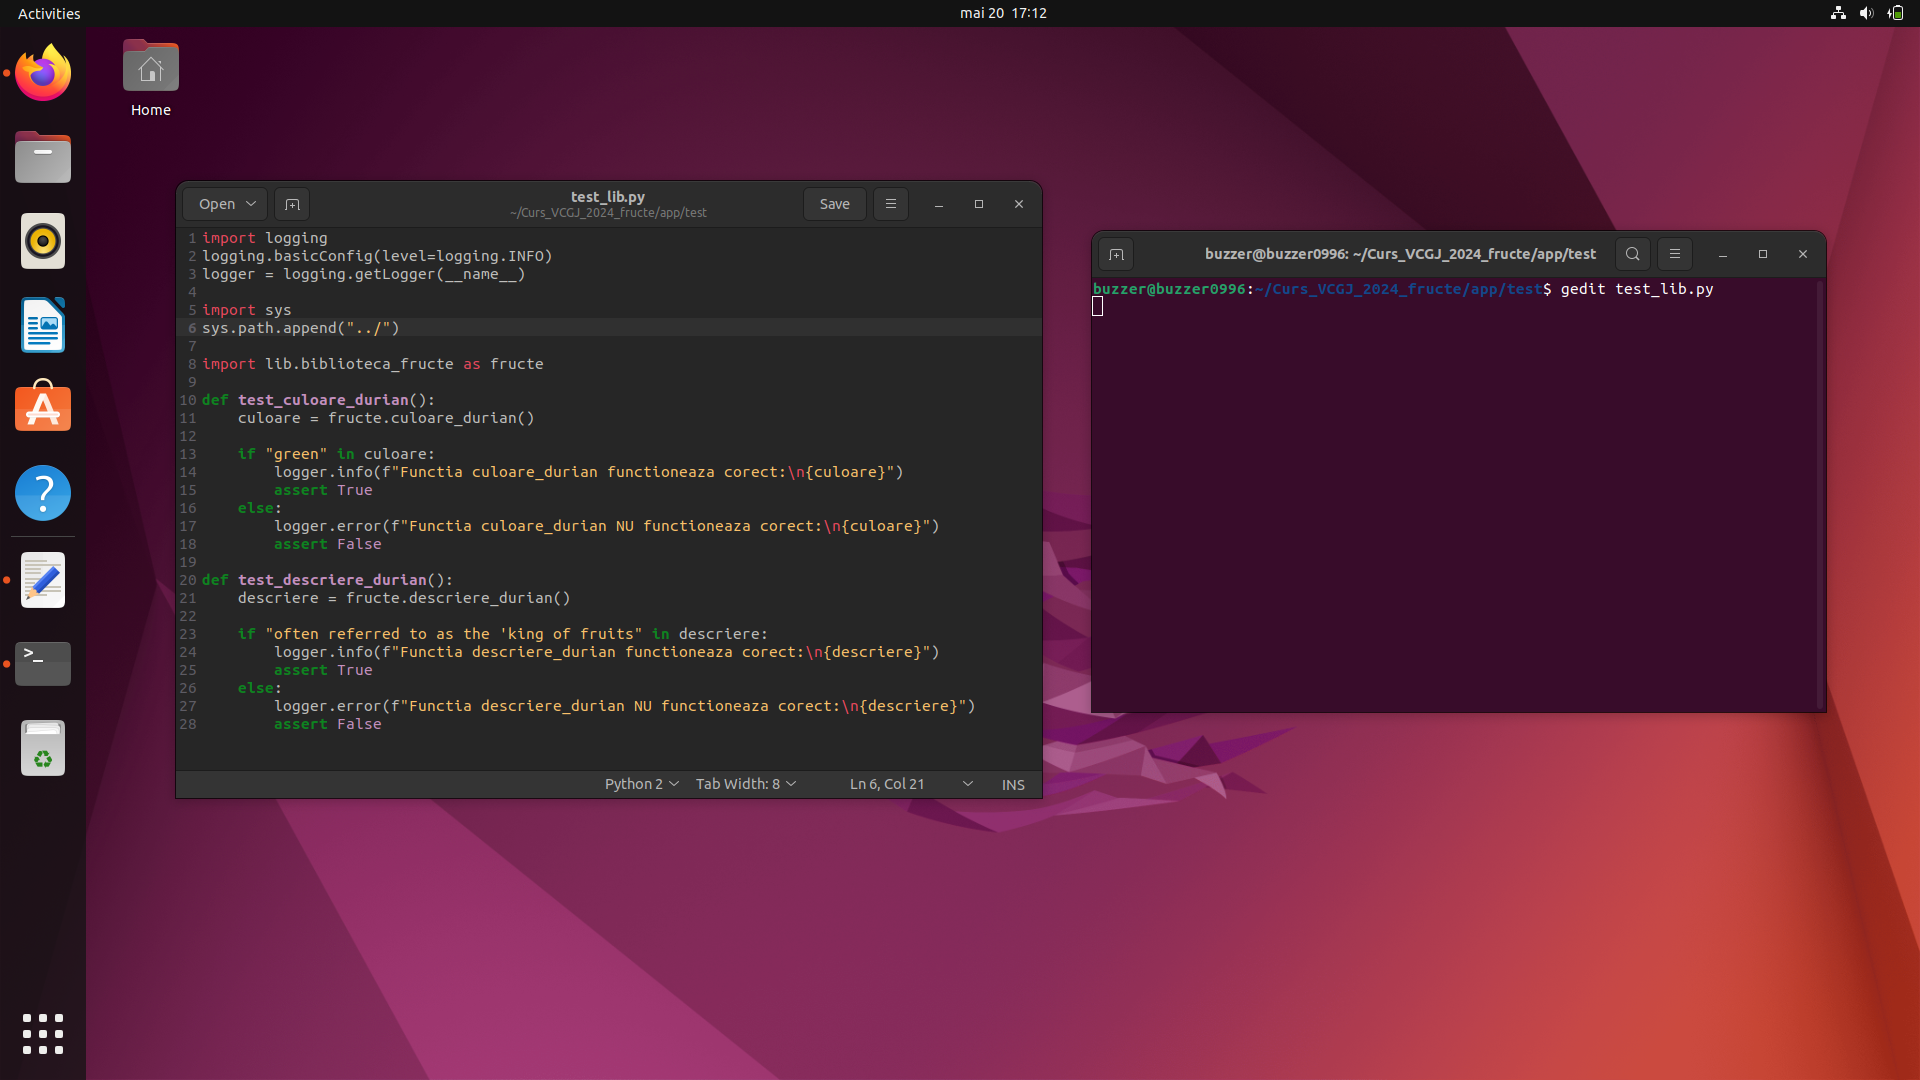 Activities
mai 20 17:12
Home
Open
test_lib.py
~/Curs_VCGJ_2024_fructe/app/test
Save
1 import logging
2 logging.basicConfig(level=logging.INFO)
3 logger = logging.getLogger(__name__)
4
5 import sys
6 sys.path.append("../")
7
8 import lib.biblioteca_fructe as fructe
9
10 def test_culoare_durian():
11     culoare = fructe.culoare_durian()
12
13     if "green" in culoare:
14         logger.info(f"Functia culoare_durian functioneaza corect:\n{culoare}")
15         assert True
16     else:
17         logger.error(f"Functia culoare_durian NU functioneaza corect:\n{culoare}")
18         assert False
19
20 def test_descriere_durian():
21     descriere = fructe.descriere_durian()
22
23     if "often referred to as the 'king of fruits" in descriere:
24         logger.info(f"Functia descriere_durian functioneaza corect:\n{descriere}")
25         assert True
26     else:
27         logger.error(f"Functia descriere_durian NU functioneaza corect:\n{descriere}")
28         assert False
Python 2
Tab Width: 8
Ln 6, Col 21
INS
buzzer@buzzer0996: ~/Curs_VCGJ_2024_fructe/app/test
buzzer@buzzer0996:~/Curs_VCGJ_2024_fructe/app/test$ gedit test_lib.py